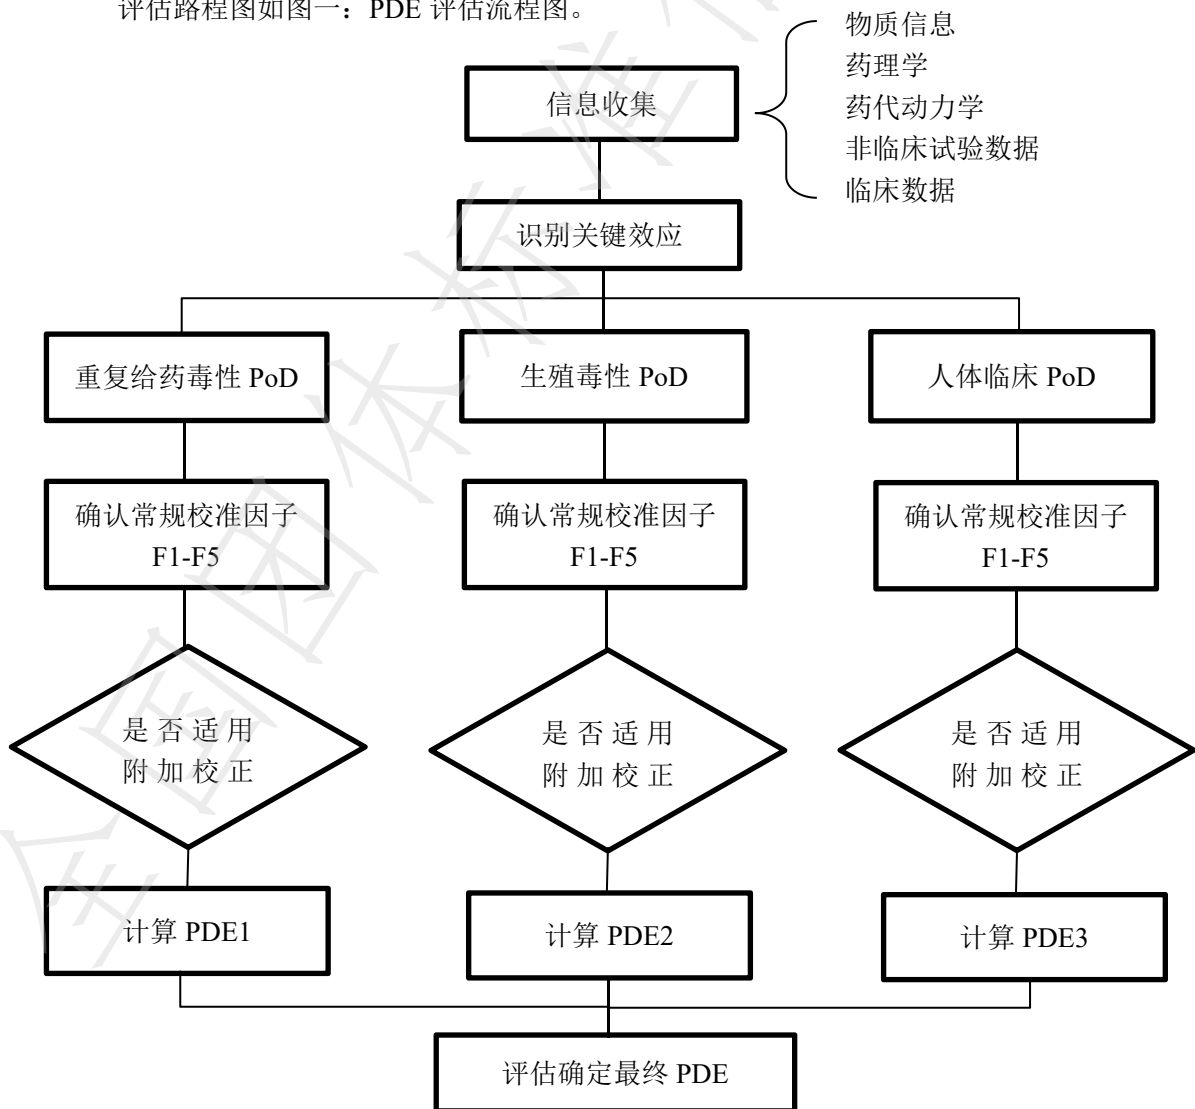 评估路程图如图一：PDE 评估流程图。
物质信息
药理学
药代动力学
非临床试验数据
临床数据
信息收集
识别关键效应
重复给药毒性 PoD
生殖毒性 PoD
人体临床 PoD
确认常规校准因子
F1-F5
确认常规校准因子
F1-F5
确认常规校准因子
F1-F5
是否适用
附加校正
是否适用
附加校正
是否适用
附加校正
计算 PDE1
计算 PDE2
计算 PDE3
评估确定最终 PDE
全国团体标准